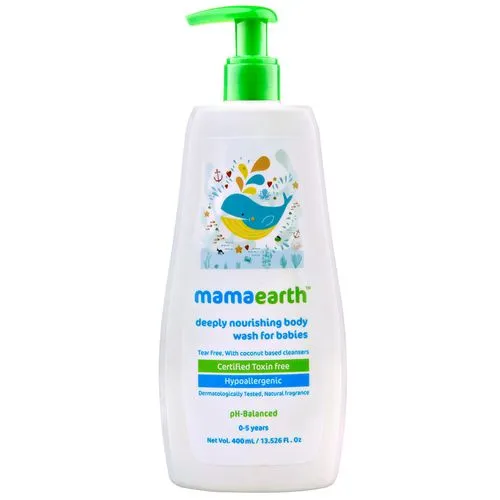 mamaearth™
deeply nourishing body
wash for babies
Tear Free, With coconut based cleansers
Certified Toxin free
Hypoallergenic
Dermatologically Tested, Natural fragrance
pH-Balanced
0-5 years
Net Vol. 400 mL / 13.526 Fl. Oz